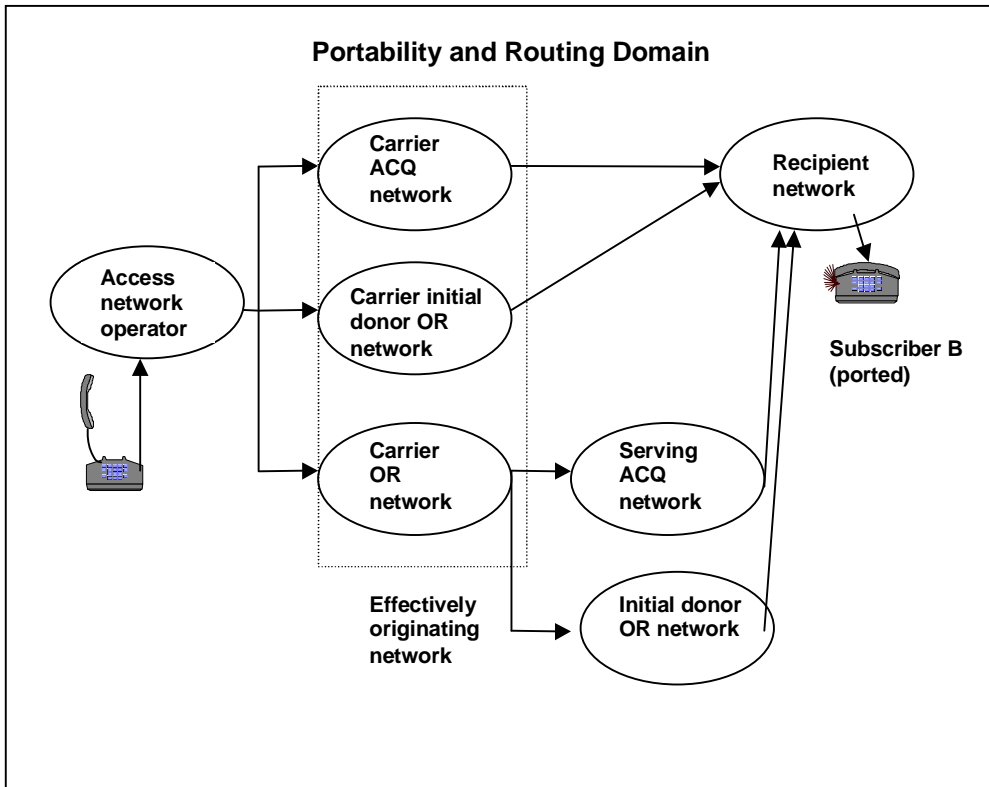 Portability and Routing Domain
Carrier
ACQ
network
Recipient
network
Access
network
operator
Carrier initial
donor OR
network
Subscriber B
(ported)
Carrier
OR
network
Serving
ACQ
network
Effectively
originating
network
Initial donor
OR network